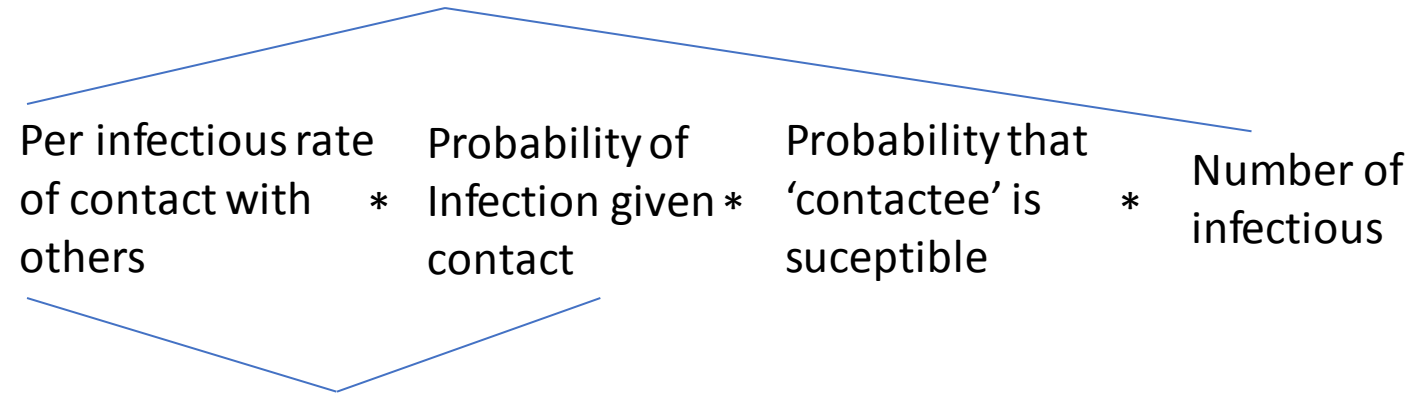 Per infectious rate
of contact with
others
*
Probability of
Infection given
contact
*
Probability that
‘contactee’ is
suceptible
*
Number of
infectious